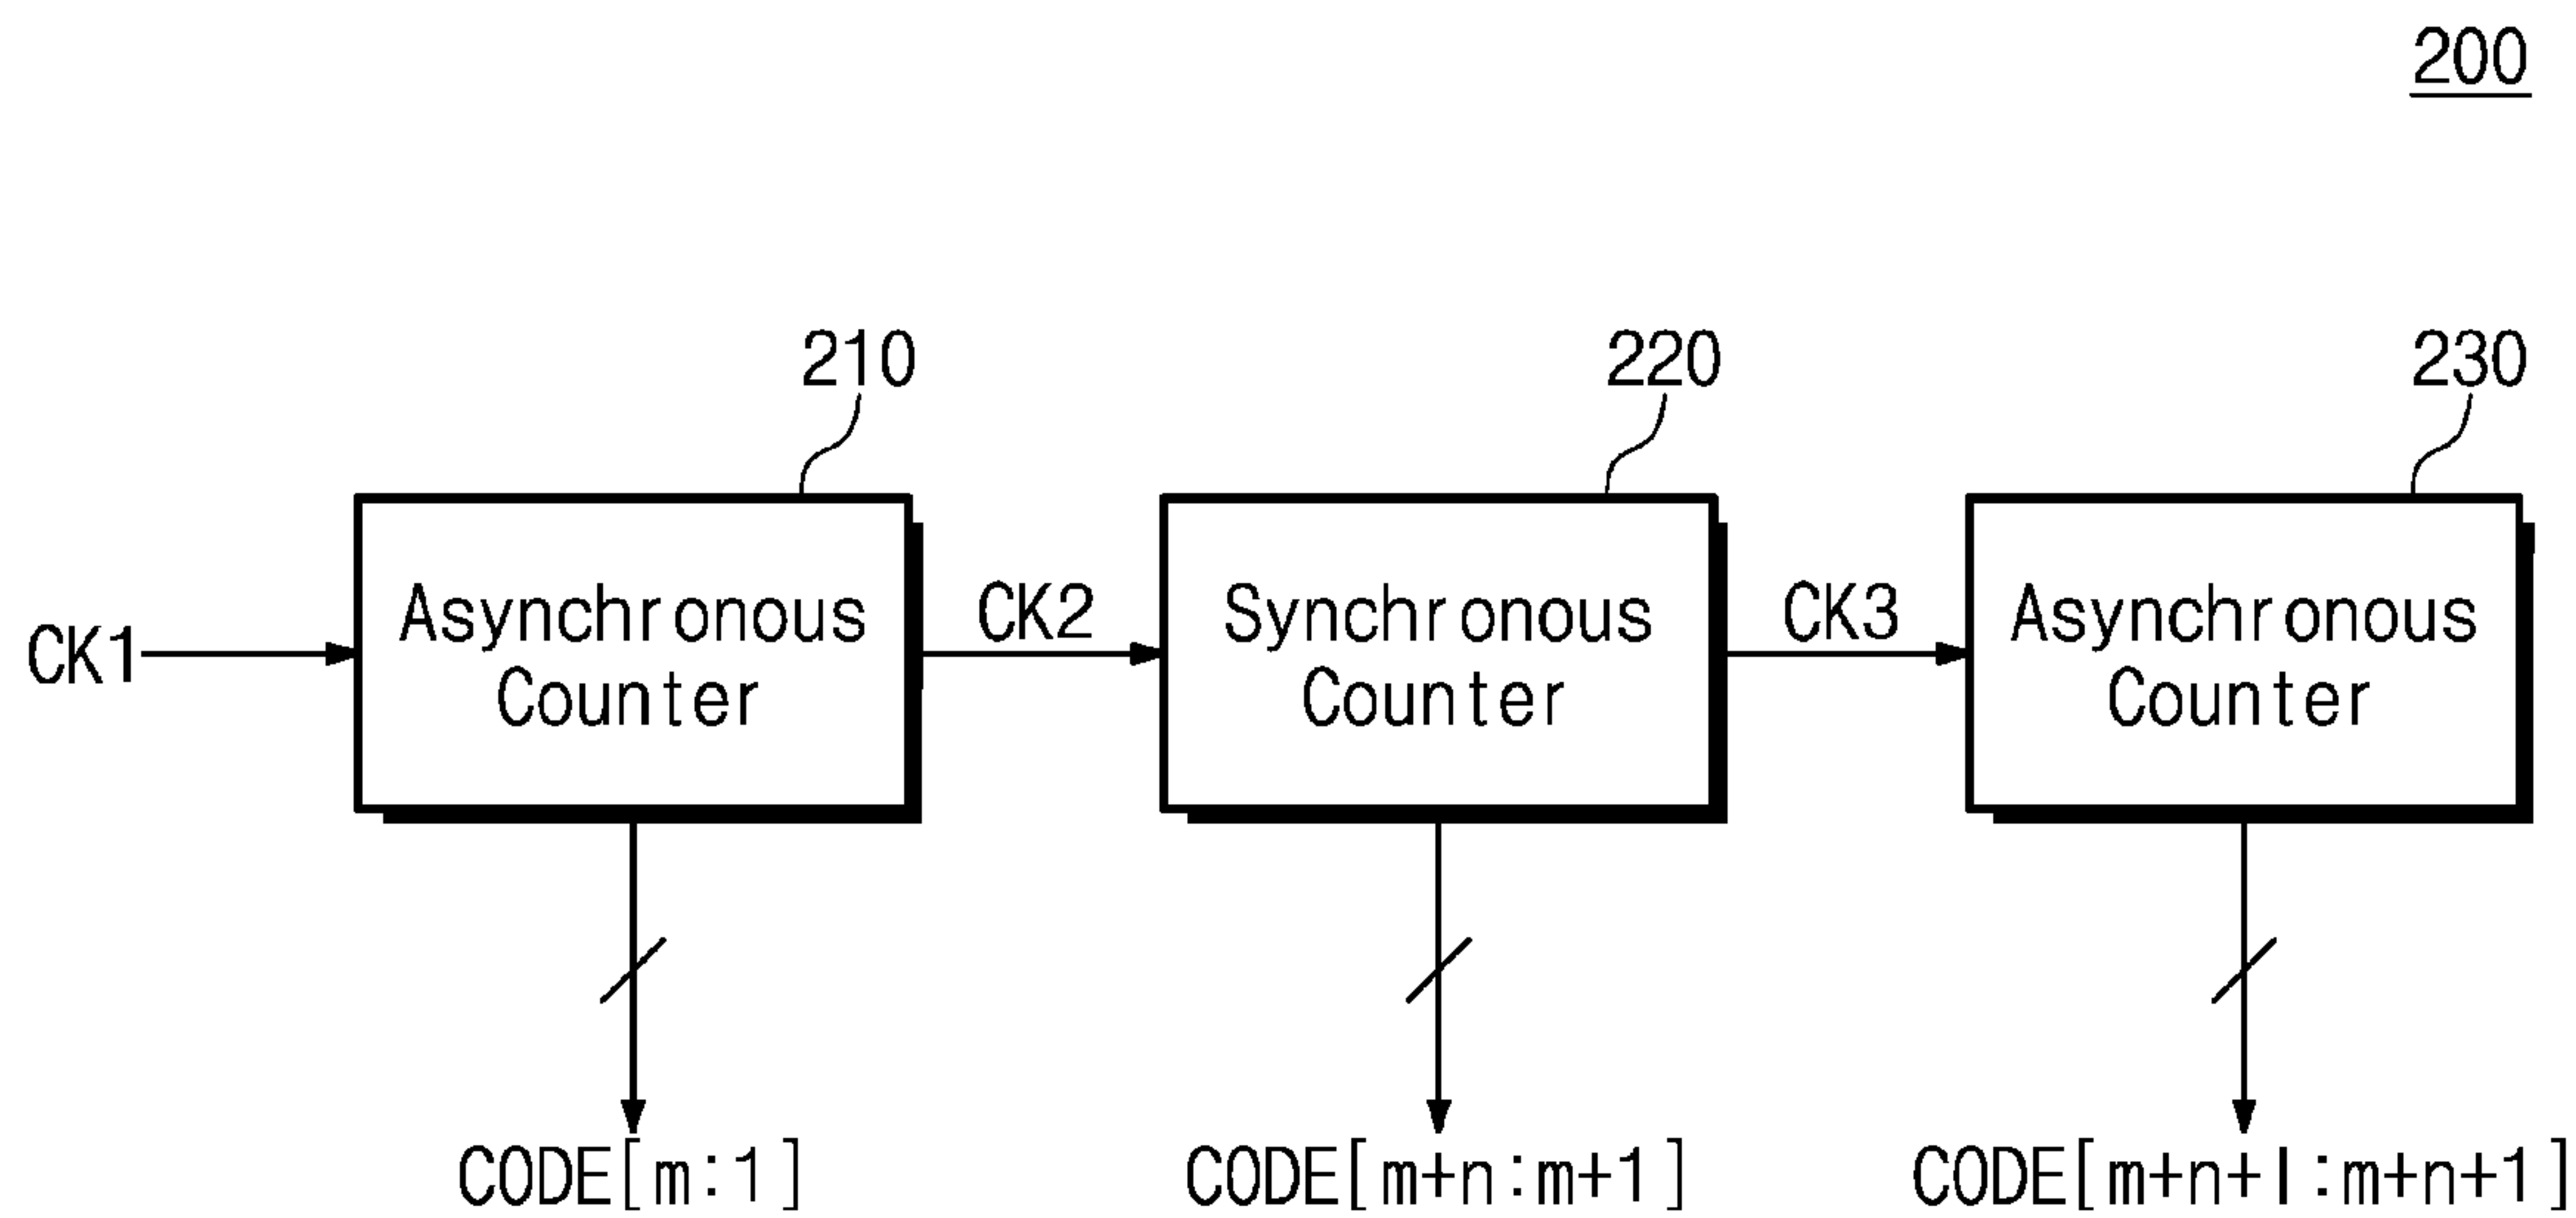 200
210
220
230
CK1
Asynchronous
Counter
CK2
Synchronous
Counter
CK3
Asynchronous
Counter
CODE[m:1]
CODE[m+n:m+1]
CODE[m+n+l:m+n+1]